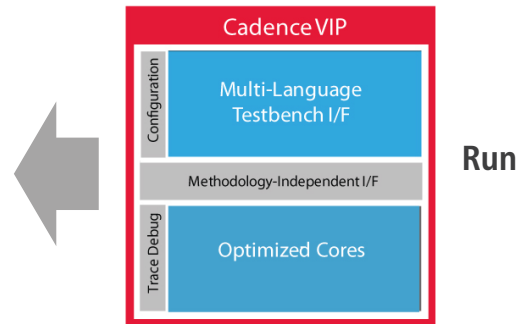 Cadence VIP
Configuration
Multi-Language
Testbench I/F
Run
Methodology-Independent I/F
Trace Debug
Optimized Cores